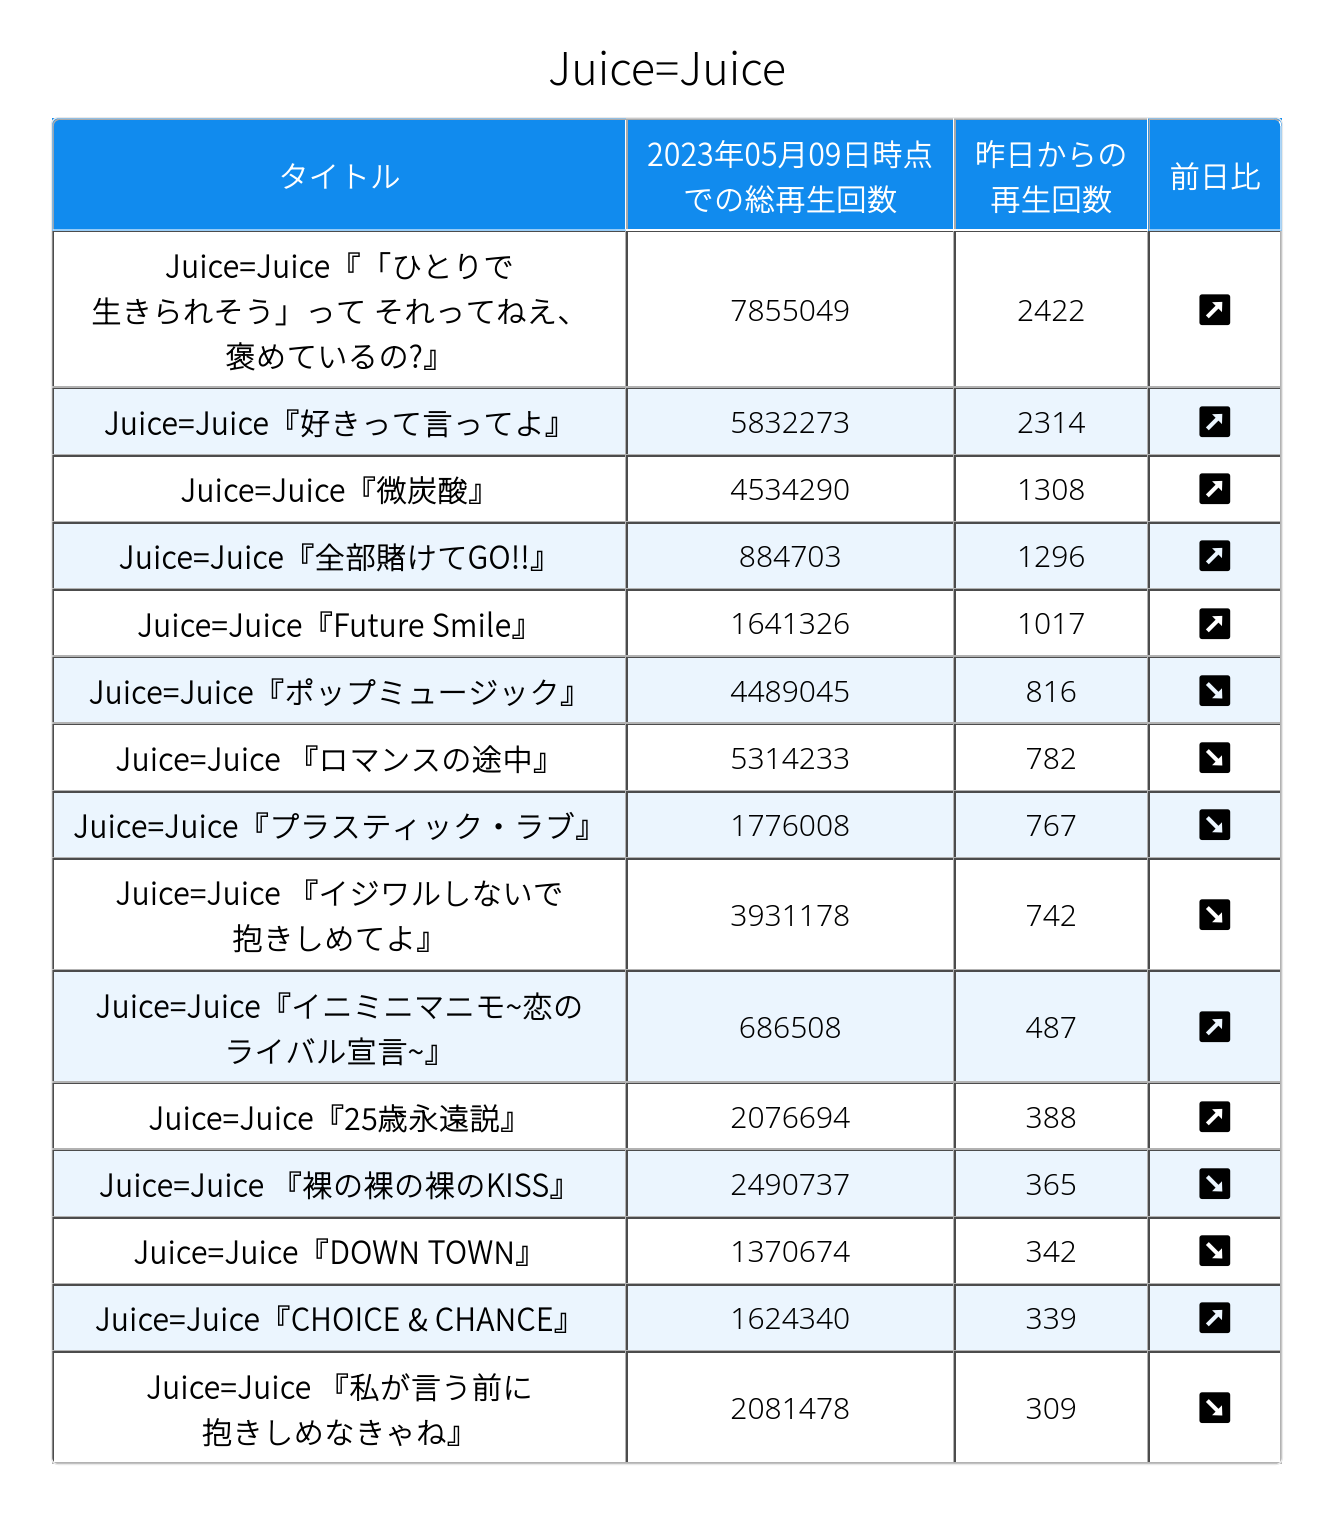 Juice=Juice
タイトル
2023年05月09日時点
での総再生回数
昨日からの
再生回数
前日比
Juice=Juice『「ひとりで
生きられそう」って それってねえ、
褒めているの?』
7855049
2422
Juice=Juice『好きって言ってよ』
5832273
2314
Juice=Juice『微炭酸』
4534290
1308
Juice=Juice『全部賭けてGO!!』
884703
1296
Juice=Juice『Future Smile』
1641326
1017
Juice=Juice『ポップミュージック』
4489045
816
Juice=Juice 『ロマンスの途中』
5314233
782
Juice=Juice『プラスティック・ラブ』
1776008
767
Juice=Juice 『イジワルしないで
抱きしめてよ』
3931178
742
Juice=Juice『イニミニマニモ~恋の
ライバル宣言~』
686508
487
Juice=Juice『25歳永遠説』
2076694
388
Juice=Juice 『裸の裸の裸のKISS』
2490737
365
Juice=Juice『DOWN TOWN』
1370674
342
Juice=Juice『CHOICE & CHANCE』
1624340
339
Juice=Juice 『私が言う前に
抱きしめなきゃね』
2081478
309